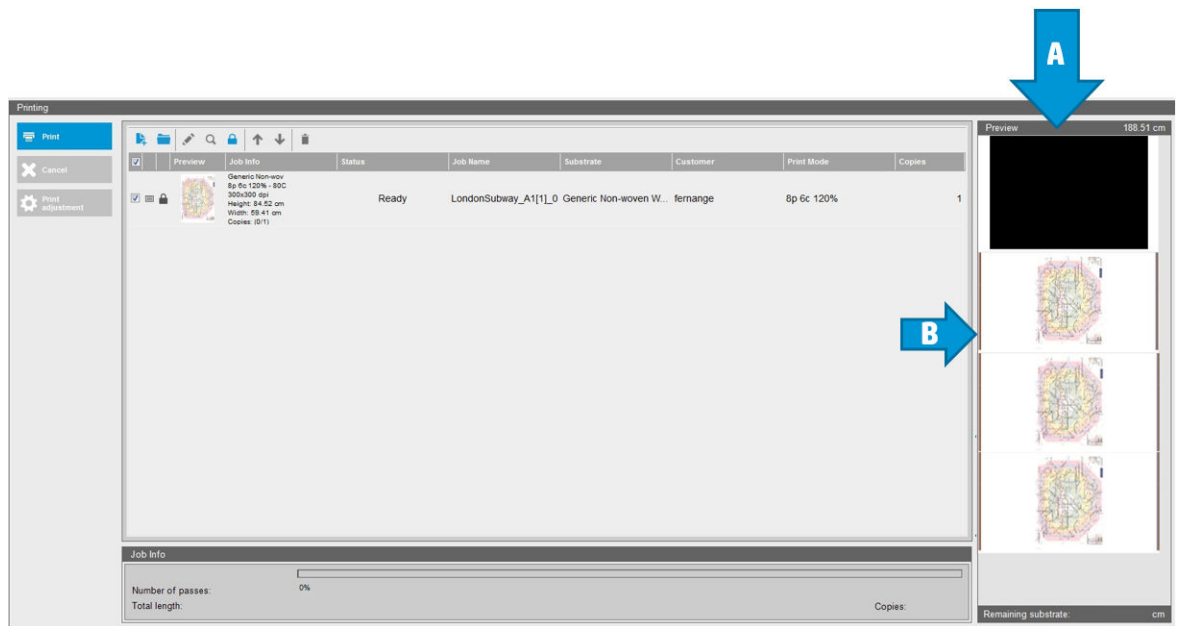 A
Printing
Print
Cancel
Print
adjustment
Preview Job Info Status Job Name Substrate Customer Print Mode Copies
Generic Non-wov
8p 6c 120% - 80C
300x300 dpi
Height: 84.52 cm
Width: 59.41 cm
Copies: (0/1)
Ready LondonSubway_A1[1]_0 Generic Non-woven W... fernange 8p 6c 120% 1
Preview 188.51 cm
B
Job Info
0%
Number of passes:
Total length: Copies:
Remaining substrate: cm